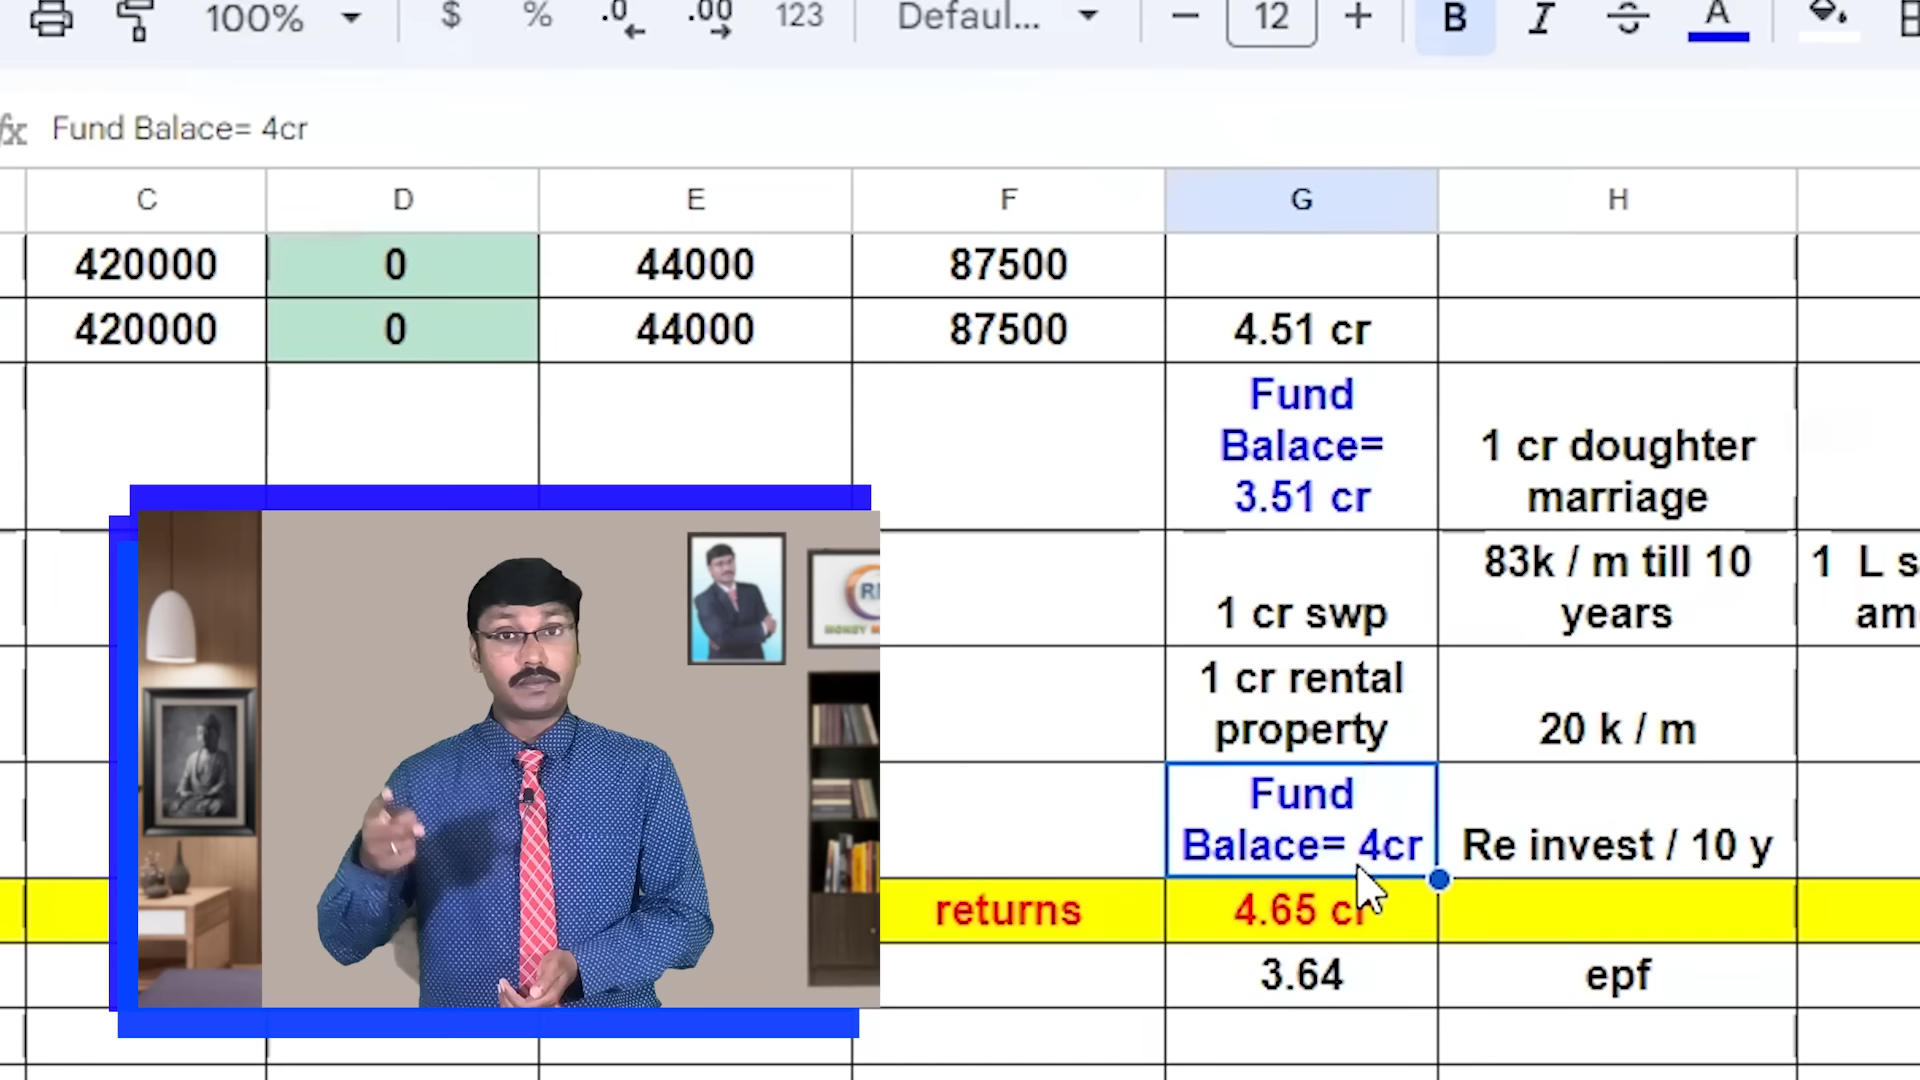 100%
$
%
.0
.00
123
Defaul...
12
B
I
A
fx
Fund Balace= 4cr
C
D
E
F
G
H
420000
0
44000
87500
420000
0
44000
87500
4.51 cr
Fund
Balace=
3.51 cr
1 cr doughter
marriage
1 cr swp
83k / m till 10
years
1 L s
am
1 cr rental
property
20 k / m
Fund
Balace= 4cr
Re invest / 10 y
returns
4.65 cr
3.64
epf